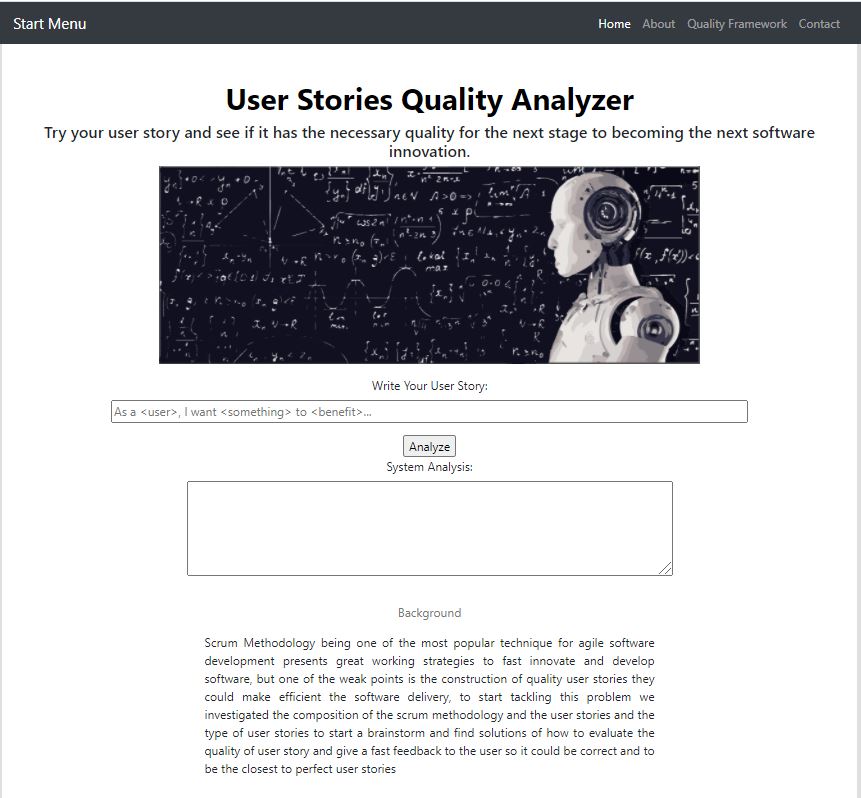 Start Menu
Home About Quality Framework Contact
User Stories Quality Analyzer
Try your user story and see if it has the necessary quality for the next stage to becoming the next software
innovation.
local
max
Write Your User Story:
As a <user>, I want <something> to <benefit>...
Analyze
System Analysis:
Background
Scrum Methodology being one of the most popular technique for agile software
development presents great working strategies to fast innovate and develop
software, but one of the weak points is the construction of quality user stories they
could make efficient the software delivery, to start tackling this problem we
investigated the composition of the scrum methodology and the user stories and the
type of user stories to start a brainstorm and find solutions of how to evaluate the
quality of user story and give a fast feedback to the user so it could be correct and to
be the closest to perfect user stories